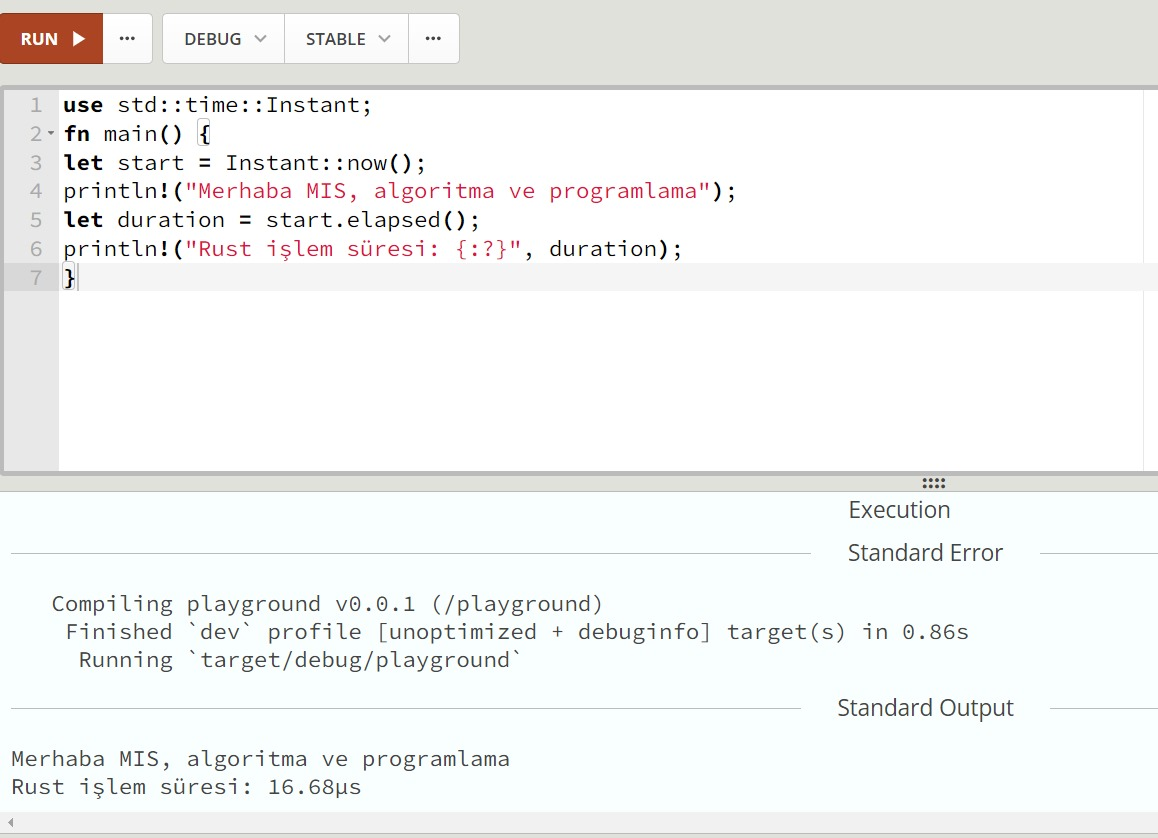 RUN ▶ ··· DEBUG STABLE ···
1 use std::time::Instant;
2 fn main() {
3 let start = Instant::now();
4 println!("Merhaba MIS, algoritma ve programlama");
5 let duration = start.elapsed();
6 println!("Rust işlem süresi: {:?}", duration);
7 }
Execution
Standard Error
Compiling playground v0.0.1 (/playground)
Finished `dev` profile [unoptimized + debuginfo] target(s) in 0.86s
Running `target/debug/playground`
Standard Output
Merhaba MIS, algoritma ve programlama
Rust işlem süresi: 16.68µs